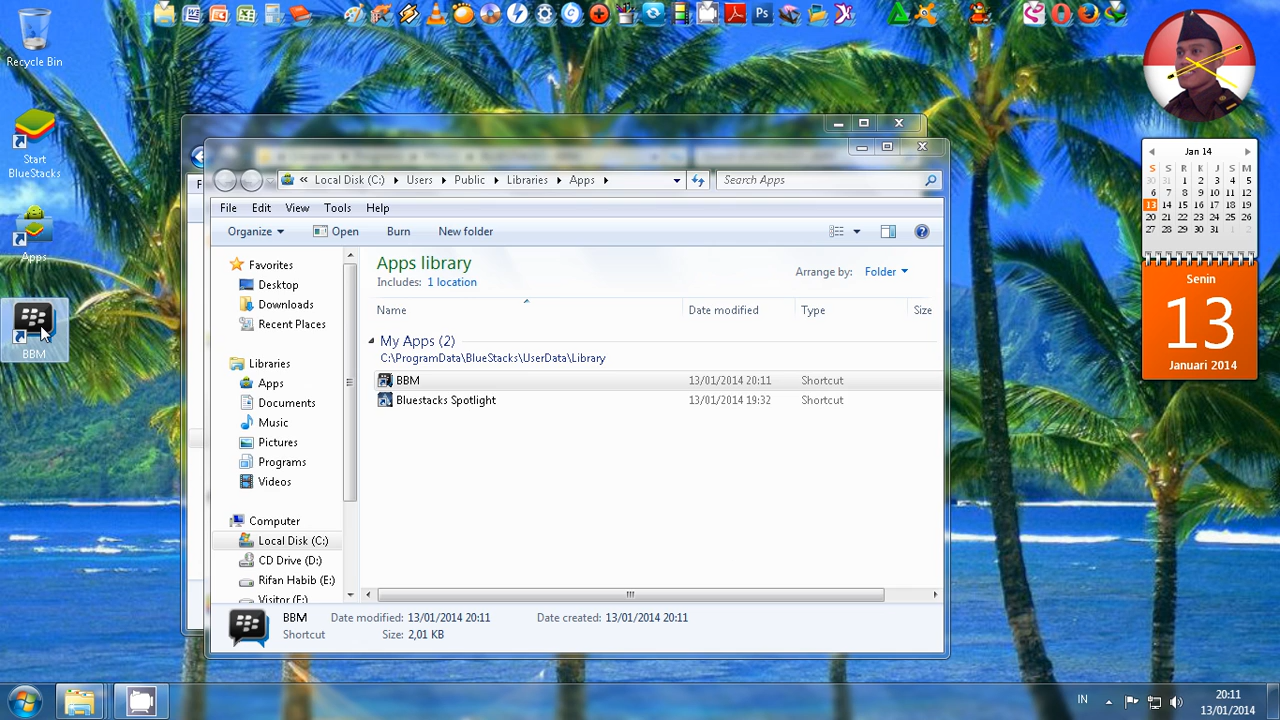 Recycle Bin
Start
BlueStacks
Apps
BBM
« Local Disk (C:) Users Public Libraries Apps
Search Apps
File Edit View Tools Help
Organize Open Burn New folder
Favorites
Desktop
Downloads
Recent Places
Libraries
Apps
Documents
Music
Pictures
Programs
Videos
Computer
Local Disk (C:)
CD Drive (D:)
Rifan Habib (E:)
Visitor (F:)
Apps library
Includes: 1 location
Arrange by: Folder
Name Date modified Type Size
My Apps (2)
C:\ProgramData\BlueStacks\UserData\Library
BBM 13/01/2014 20:11 Shortcut
Bluestacks Spotlight 13/01/2014 19:32 Shortcut
BBM Date modified: 13/01/2014 20:11 Date created: 13/01/2014 20:11
Shortcut Size: 2,01 KB
Jan 14
S M T W T F S M
30 31 1 2 3 4 5
6 7 8 9 10 11 12
13 14 15 16 17 18 19
20 21 22 23 24 25 26
27 28 29 30 31 1 2
Senin
13
Januari 2014
IN
20:11
13/01/2014